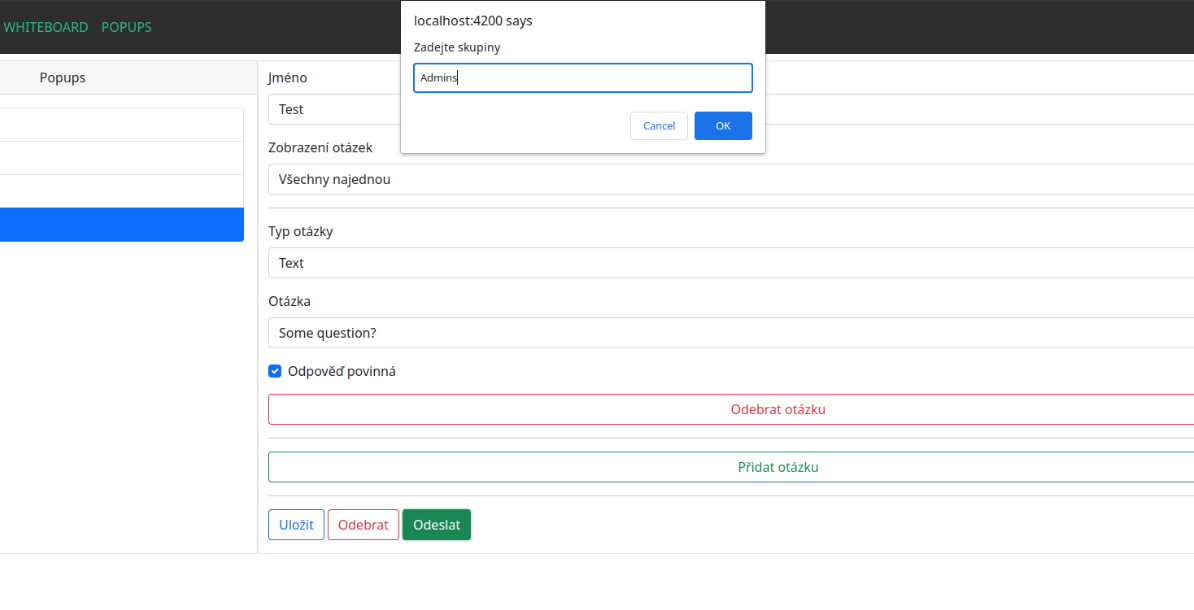 WHITEBOARD POPUPS
localhost:4200 says
Zadejte skupiny
Admins
Cancel OK
Popups
Jméno
Test
Zobrazení otázek
Všechny najednou
Typ otázky
Text
Otázka
Some question?
Odpověď povinná
Odebrat otázku
Přidat otázku
Uložit Odebrat Odeslat